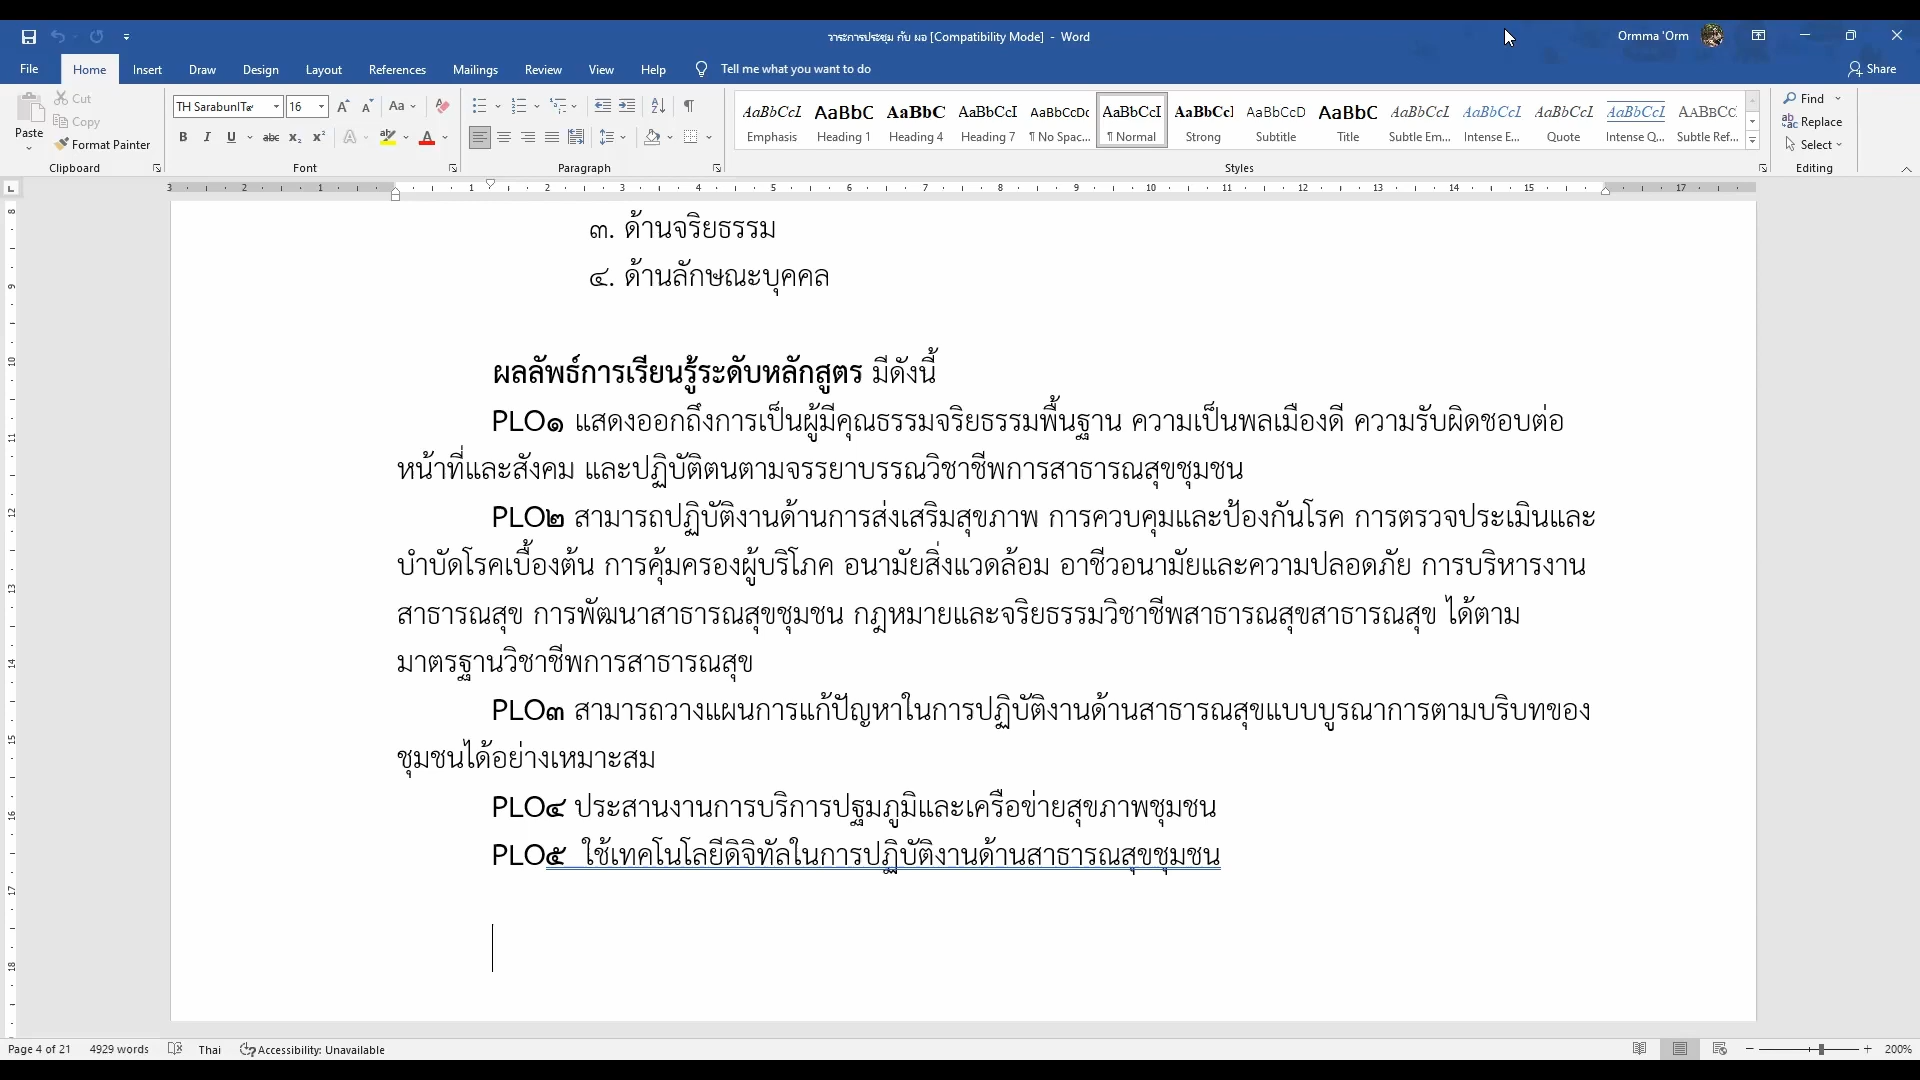 วาระการประชุม กับ ผอ [Compatibility Mode] - Word
Ormma 'Orm
File Home Insert Draw Design Layout References Mailings Review View Help Tell me what you want to do
Share
Paste
Cut
Copy
Format Painter
Clipboard
16
Font
Paragraph
AaBbCcI AaBbC AaBbC AaBbCcI AaBbCcDc AaBbCcI AaBbCcI AaBbCcD AaBbC AaBbCcI AaBbCcI AaBbCcI AaBbCcI AABBCC
Emphasis Heading 1 Heading 4 Heading 7 ¶ No Spac... ¶ Normal Strong Subtitle Title Subtle Em... Intense E... Quote Intense Q... Subtle Ref...
Styles
Find
Replace
Select
Editing
3 2 1 1 2 3 4 5 6 7 8 9 10 11 12 13 14 15 17
๓. ด้านจริยธรรม
๔. ด้านลักษณะบุคคล
ผลลัพธ์การเรียนรู้ระดับหลักสูตร มีดังนี้
PLO๑ แสดงออกถึงการเป็นผู้มีคุณธรรมจริยธรรมพื้นฐาน ความเป็นพลเมืองดี ความรับผิดชอบต่อ
หน้าที่และสังคม และปฏิบัติตนตามจรรยาบรรณวิชาชีพการสาธารณสุขชุมชน
PLO๒ สามารถปฏิบัติงานด้านการส่งเสริมสุขภาพ การควบคุมและป้องกันโรค การตรวจประเมินและ
บำบัดโรคเบื้องต้น การคุ้มครองผู้บริโภค อนามัยสิ่งแวดล้อม อาชีวอนามัยและความปลอดภัย การบริหารงาน
สาธารณสุข การพัฒนาสาธารณสุขชุมชน กฎหมายและจริยธรรมวิชาชีพสาธารณสุขสาธารณสุข ได้ตาม
มาตรฐานวิชาชีพการสาธารณสุข
PLO๓ สามารถวางแผนการแก้ปัญหาในการปฏิบัติงานด้านสาธารณสุขแบบบูรณาการตามบริบทของ
ชุมชนได้อย่างเหมาะสม
PLO๔ ประสานงานการบริการปฐมภูมิและเครือข่ายสุขภาพชุมชน
PLO๕ ใช้เทคโนโลยีดิจิทัลในการปฏิบัติงานด้านสาธารณสุขชุมชน
Page 4 of 21 4929 words Thai Accessibility: Unavailable
200%